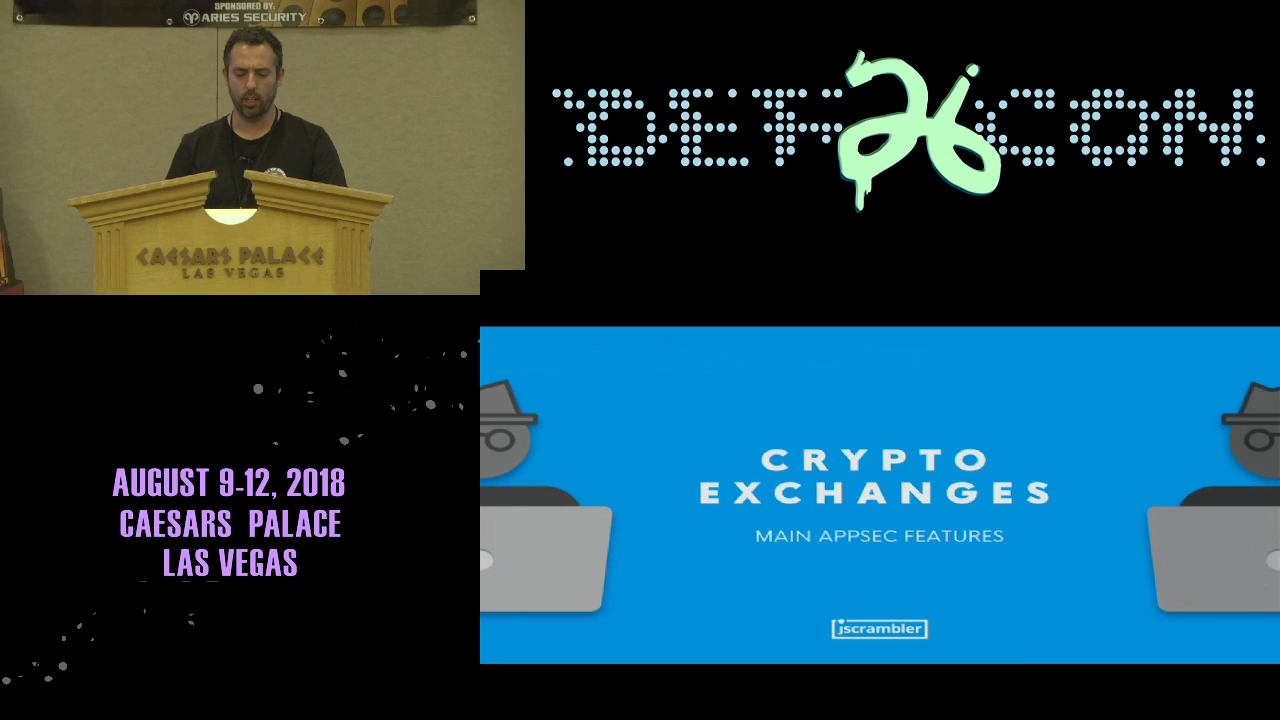 SPONSORED BY:
ARIES SECURITY
CAESARS PALACE
LAS VEGAS
DEF 26 CON
AUGUST 9-12, 2018
CAESARS PALACE
LAS VEGAS
CRYPTO
EXCHANGES
MAIN APPSEC FEATURES
jscrambler